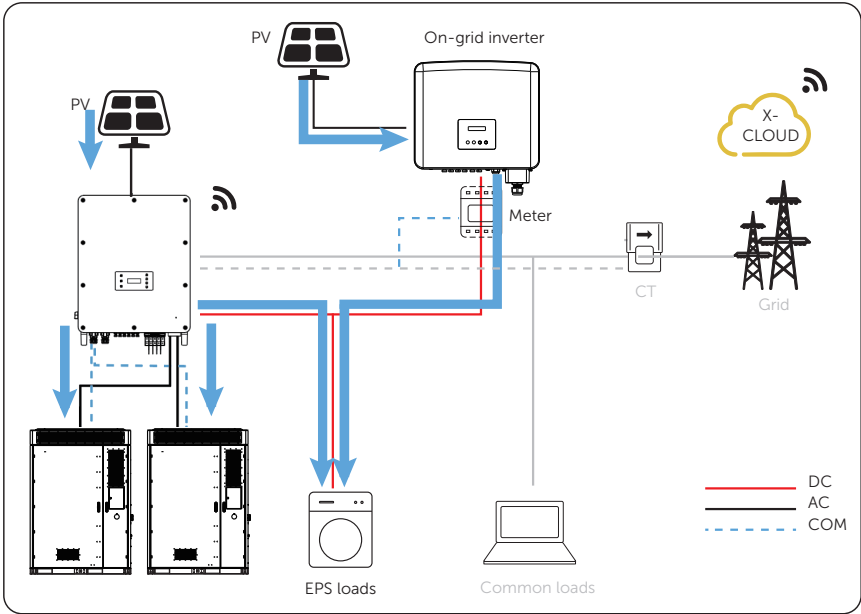 PV
On-grid inverter
PV
X-
CLOUD
Meter
CT
Grid
DC
AC
COM
EPS loads
Common loads